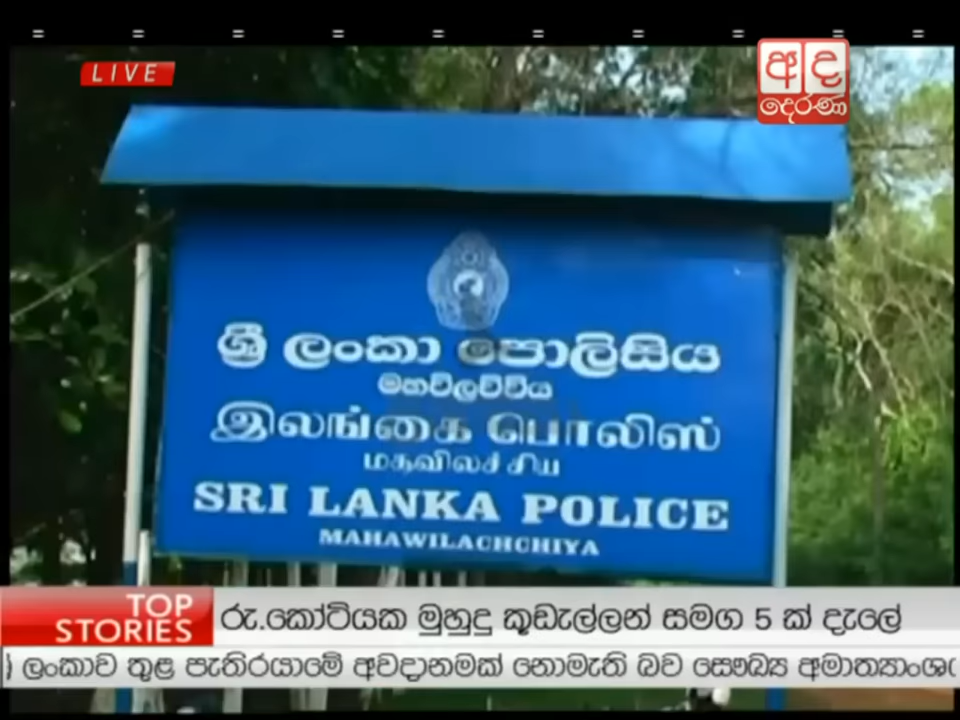 LIVE
අද
දෙරණ
ශ්‍රී ලංකා පොලිසිය
මහවිලච්චිය
இலங்கை பொலிஸ்
மகவிலச்சிய
SRI LANKA POLICE
MAHAWILACHCHIYA
TOP
STORIES
රු.කෝටියක මුහුදු කූඩැල්ලන් සමග 5 ක් දැලේ
ලංකාව තුළ පැතිරයාමේ අවදානමක් නොමැති බව සෞඛ්‍ය අමාත්‍යාංශ